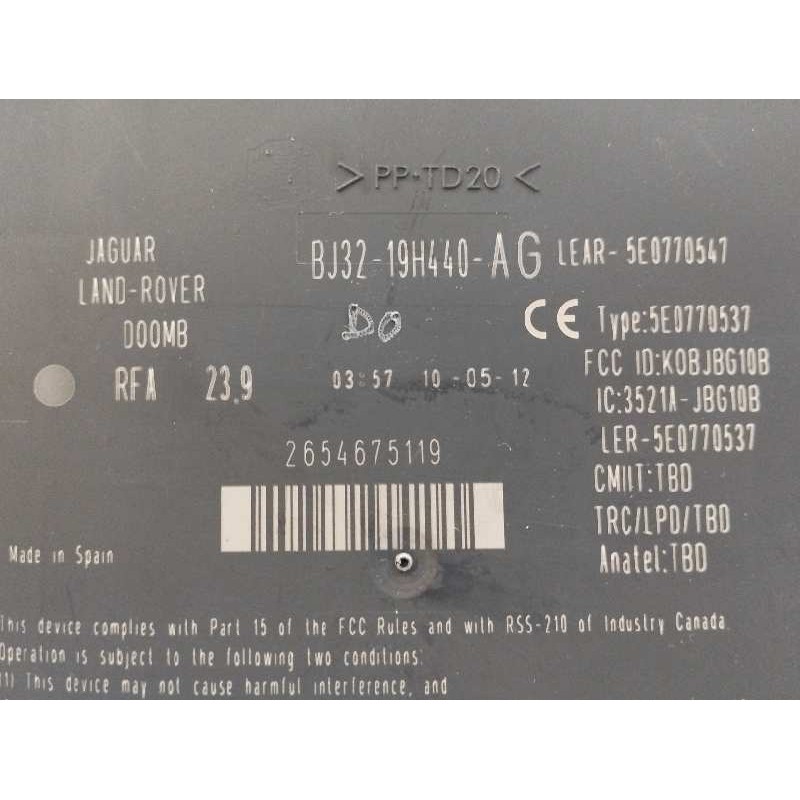 >PP-TD20<
JAGUAR
LAND-ROVER
D00MB
BJ32-19H440-AG LEAR-5E0770547
DO
CE Type:5E0770537
FCC ID:KOBJBG10B
RFA 23.9 03:57 10-05-12
IC:3521A-JBG10B
LER-5E0770537
2654675119
CMIIT:TBD
TRC/LPD/TBD
Anatel:TBD
Made in Spain
This device complies with Part 15 of the FCC Rules and with RSS-210 of Industry Canada.
Operation is subject to the following two conditions:
(1) This device may not cause harmful interference, and